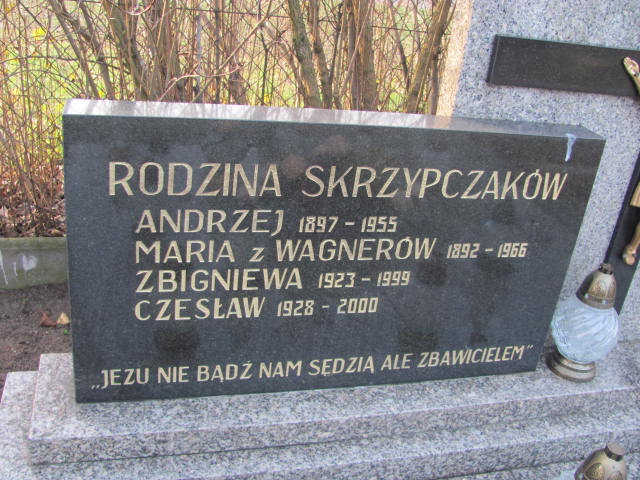 RODZINA SKRZYPCZAKÓW
ANDRZEJ 1897 - 1955
MARIA z WAGNERÓW 1892 - 1966
ZBIGNIEWA 1923 - 1999
CZESŁAW 1928 - 2000
„JEZU NIE BĄDŹ NAM SĘDZIĄ ALE ZBAWICIELEM”